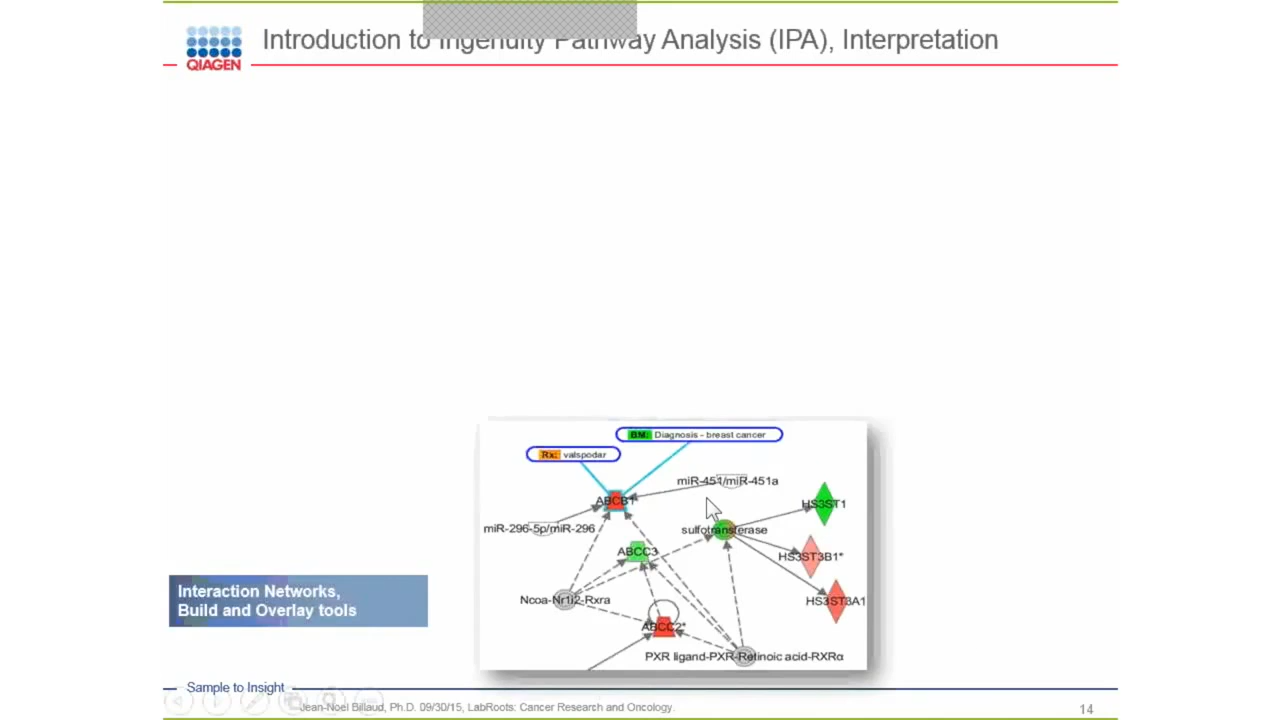 Introduction to Ingenuity Pathway Analysis (IPA), Interpretation
QIAGEN
BM: Diagnosis - breast cancer
Rx: valspodar
miR-451/miR-451a
ABCB1
HS3ST1
miR-296-5p/miR-296
sulfotransferase
ABCC3
HS3ST3B1*
Ncoa-Nr1i2-Rxra
HS3ST3A1
ABCC2*
PXR ligand-PXR-Retinoic acid-RXRα
Interaction Networks,
Build and Overlay tools
Sample to Insight
Jean-Noel Billaud, Ph.D. 09/30/15, LabRoots: Cancer Research and Oncology.
14